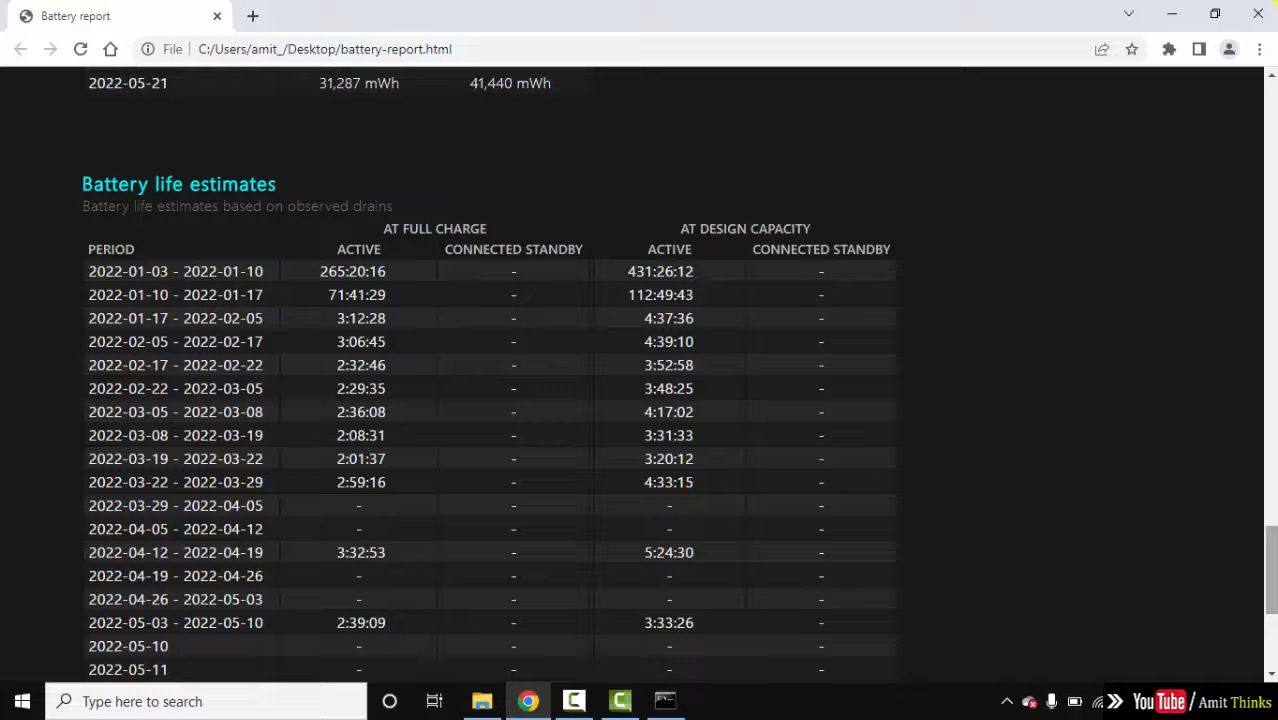 Battery report
File C:/Users/amit_/Desktop/battery-report.html
2022-05-21 31,287 mWh 41,440 mWh
Battery life estimates
Battery life estimates based on observed drains
AT FULL CHARGE AT DESIGN CAPACITY
PERIOD ACTIVE CONNECTED STANDBY ACTIVE CONNECTED STANDBY
2022-01-03 - 2022-01-10 265:20:16 - 431:26:12 -
2022-01-10 - 2022-01-17 71:41:29 - 112:49:43 -
2022-01-17 - 2022-02-05 3:12:28 - 4:37:36 -
2022-02-05 - 2022-02-17 3:06:45 - 4:39:10 -
2022-02-17 - 2022-02-22 2:32:46 - 3:52:58 -
2022-02-22 - 2022-03-05 2:29:35 - 3:48:25 -
2022-03-05 - 2022-03-08 2:36:08 - 4:17:02 -
2022-03-08 - 2022-03-19 2:08:31 - 3:31:33 -
2022-03-19 - 2022-03-22 2:01:37 - 3:20:12 -
2022-03-22 - 2022-03-29 2:59:16 - 4:33:15 -
2022-03-29 - 2022-04-05 - - - -
2022-04-05 - 2022-04-12 - - - -
2022-04-12 - 2022-04-19 3:32:53 - 5:24:30 -
2022-04-19 - 2022-04-26 - - - -
2022-04-26 - 2022-05-03 - - - -
2022-05-03 - 2022-05-10 2:39:09 - 3:33:26 -
2022-05-10 - - - -
2022-05-11 - - - -
Type here to search
YouTube / Amit Thinks